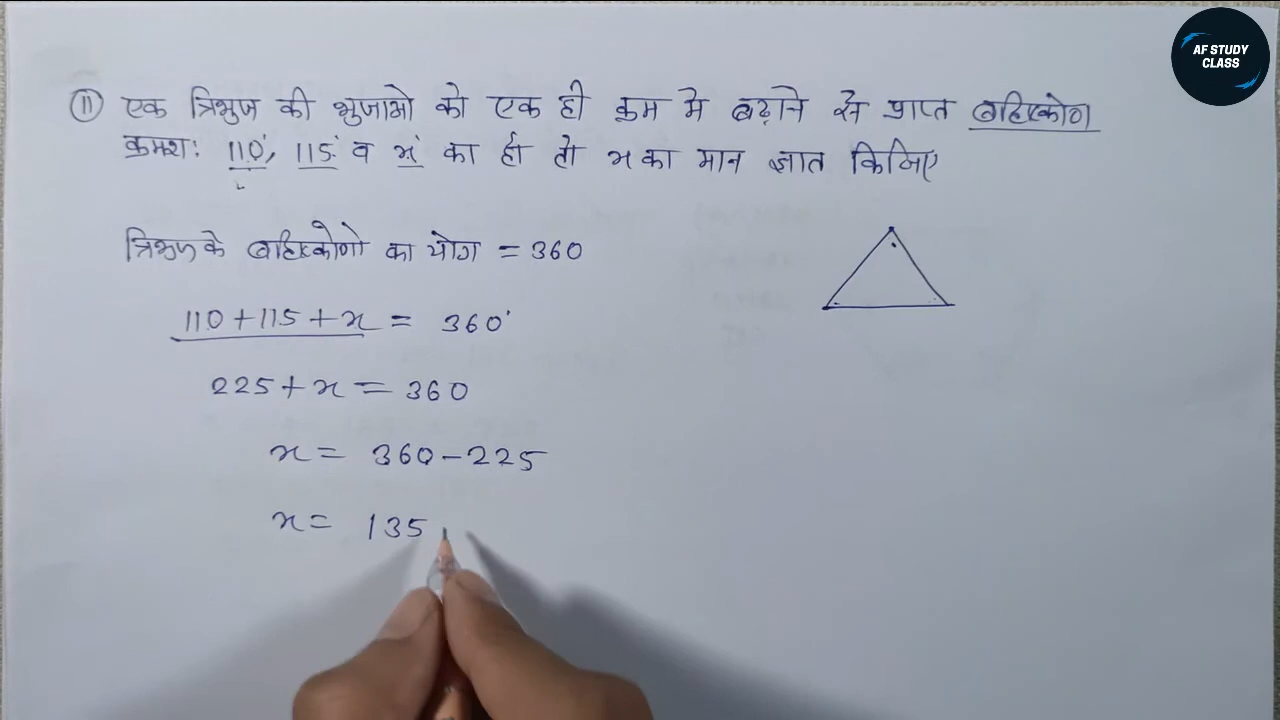 AF STUDY
CLASS
⑪ एक त्रिभुज की भुजाओ को एक ही क्रम मे बढ़ाने से प्राप्त बहिष्कोण
क्रमश: 110°, 115° व x° का हो तो x का मान ज्ञात किजिए
त्रिभुज के बहिष्कोणो का योग = 360
110+115+x = 360°
225+x = 360
x = 360-225
x = 135